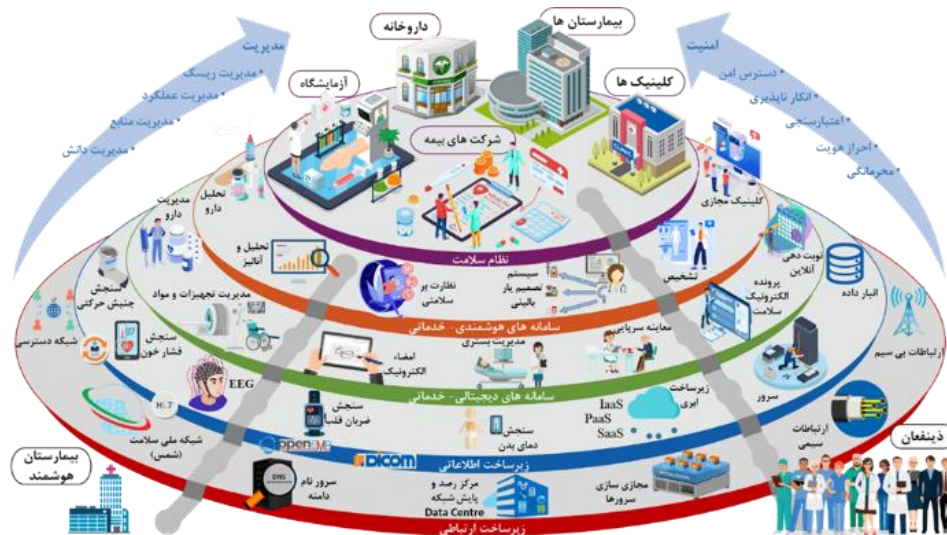 بیمارستان ها
داروخانه
امنیت
دسترس امن
انکار ناپذیری
اعتبارسنجی
احراز هویت
محرمانگی
مدیریت
مدیریت ریسک
مدیریت عملکرد
مدیریت منابع
مدیریت دانش
کلینیک ها
آزمایشگاه
شرکت های بیمه
CLINIC
نظام سلامت
کلینیک مجازی
تشخیص
سیستم
تصمیم یار
بالینی
نظارت بر
سلامتی
تحلیل و
آنالیز
تحلیل
دارو
سامانه های هوشمندی- خدماتی
نوبت دهی
آنلاین
پرونده
الکترونیک
سلامت
معاینه سرپایی
مدیریت بستری
امضاء
الکترونیک
مدیریت تجهیزات و مواد
مدیریت
دارو
سامانه های دیجیتالی- خدماتی
انبار داده
سرور
زیرساخت
ابری
IaaS
PaaS
SaaS
سنجش
دمای بدن
سنجش
ضربان قلبا
EEG
سنجش
فشار خون
سنجش
جنبش حرکتی
زیرساخت اطلاعاتی
ارتباطات بی سیم
ارتباطات
سیمی
مجازی سازی
سرورها
مرکز رصد و
پایش شبکه
Data Centre
DICOM
openEMR
سرور نام
دامنه
DNS
HL7
شبکه ملی سلامت
(شمس)
شبکه دسترسی
زیرساخت ارتباطی
ذینفعان
بیمارستان
هوشمند